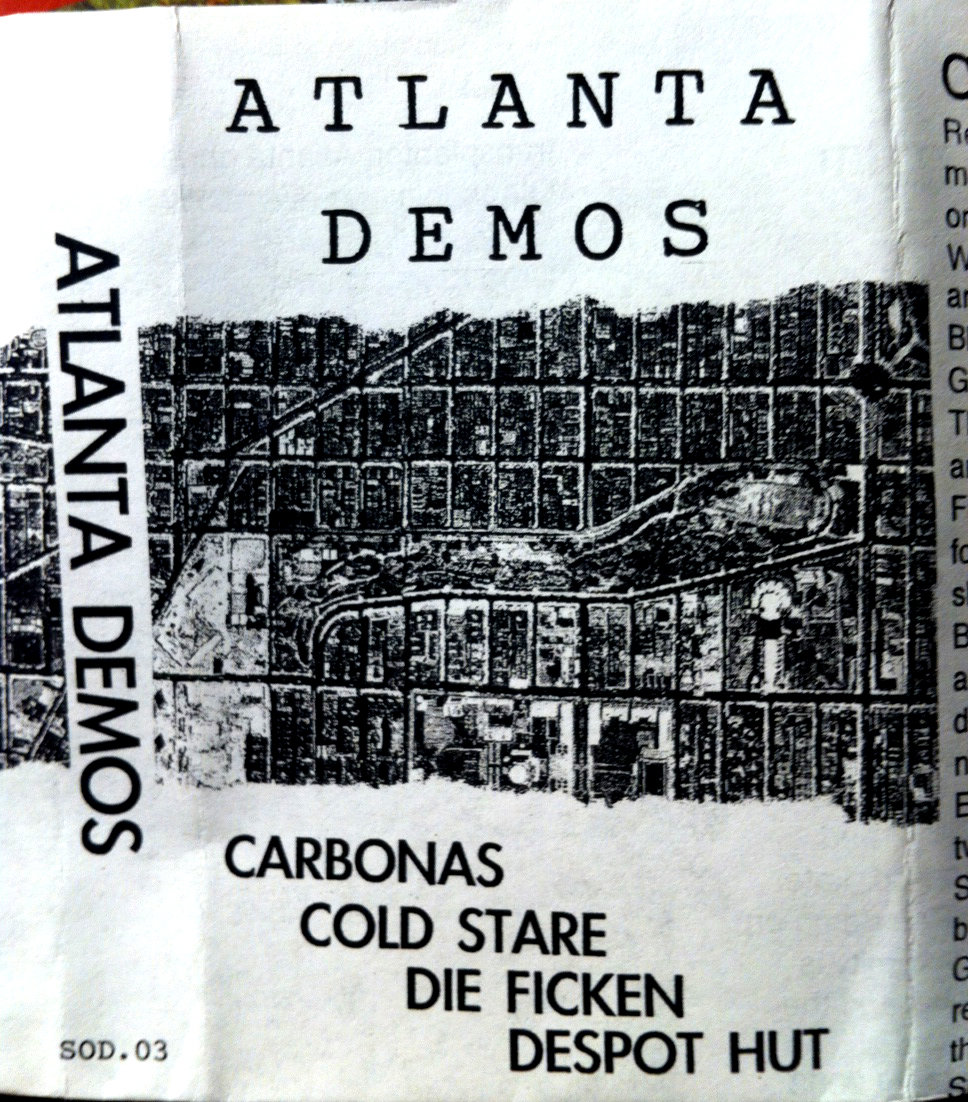 ATLANTA
DEMOS
ATLANTA DEMOS
CARBONAS
COLD STARE
DIE FICKEN
DESPOT HUT
SOD.03